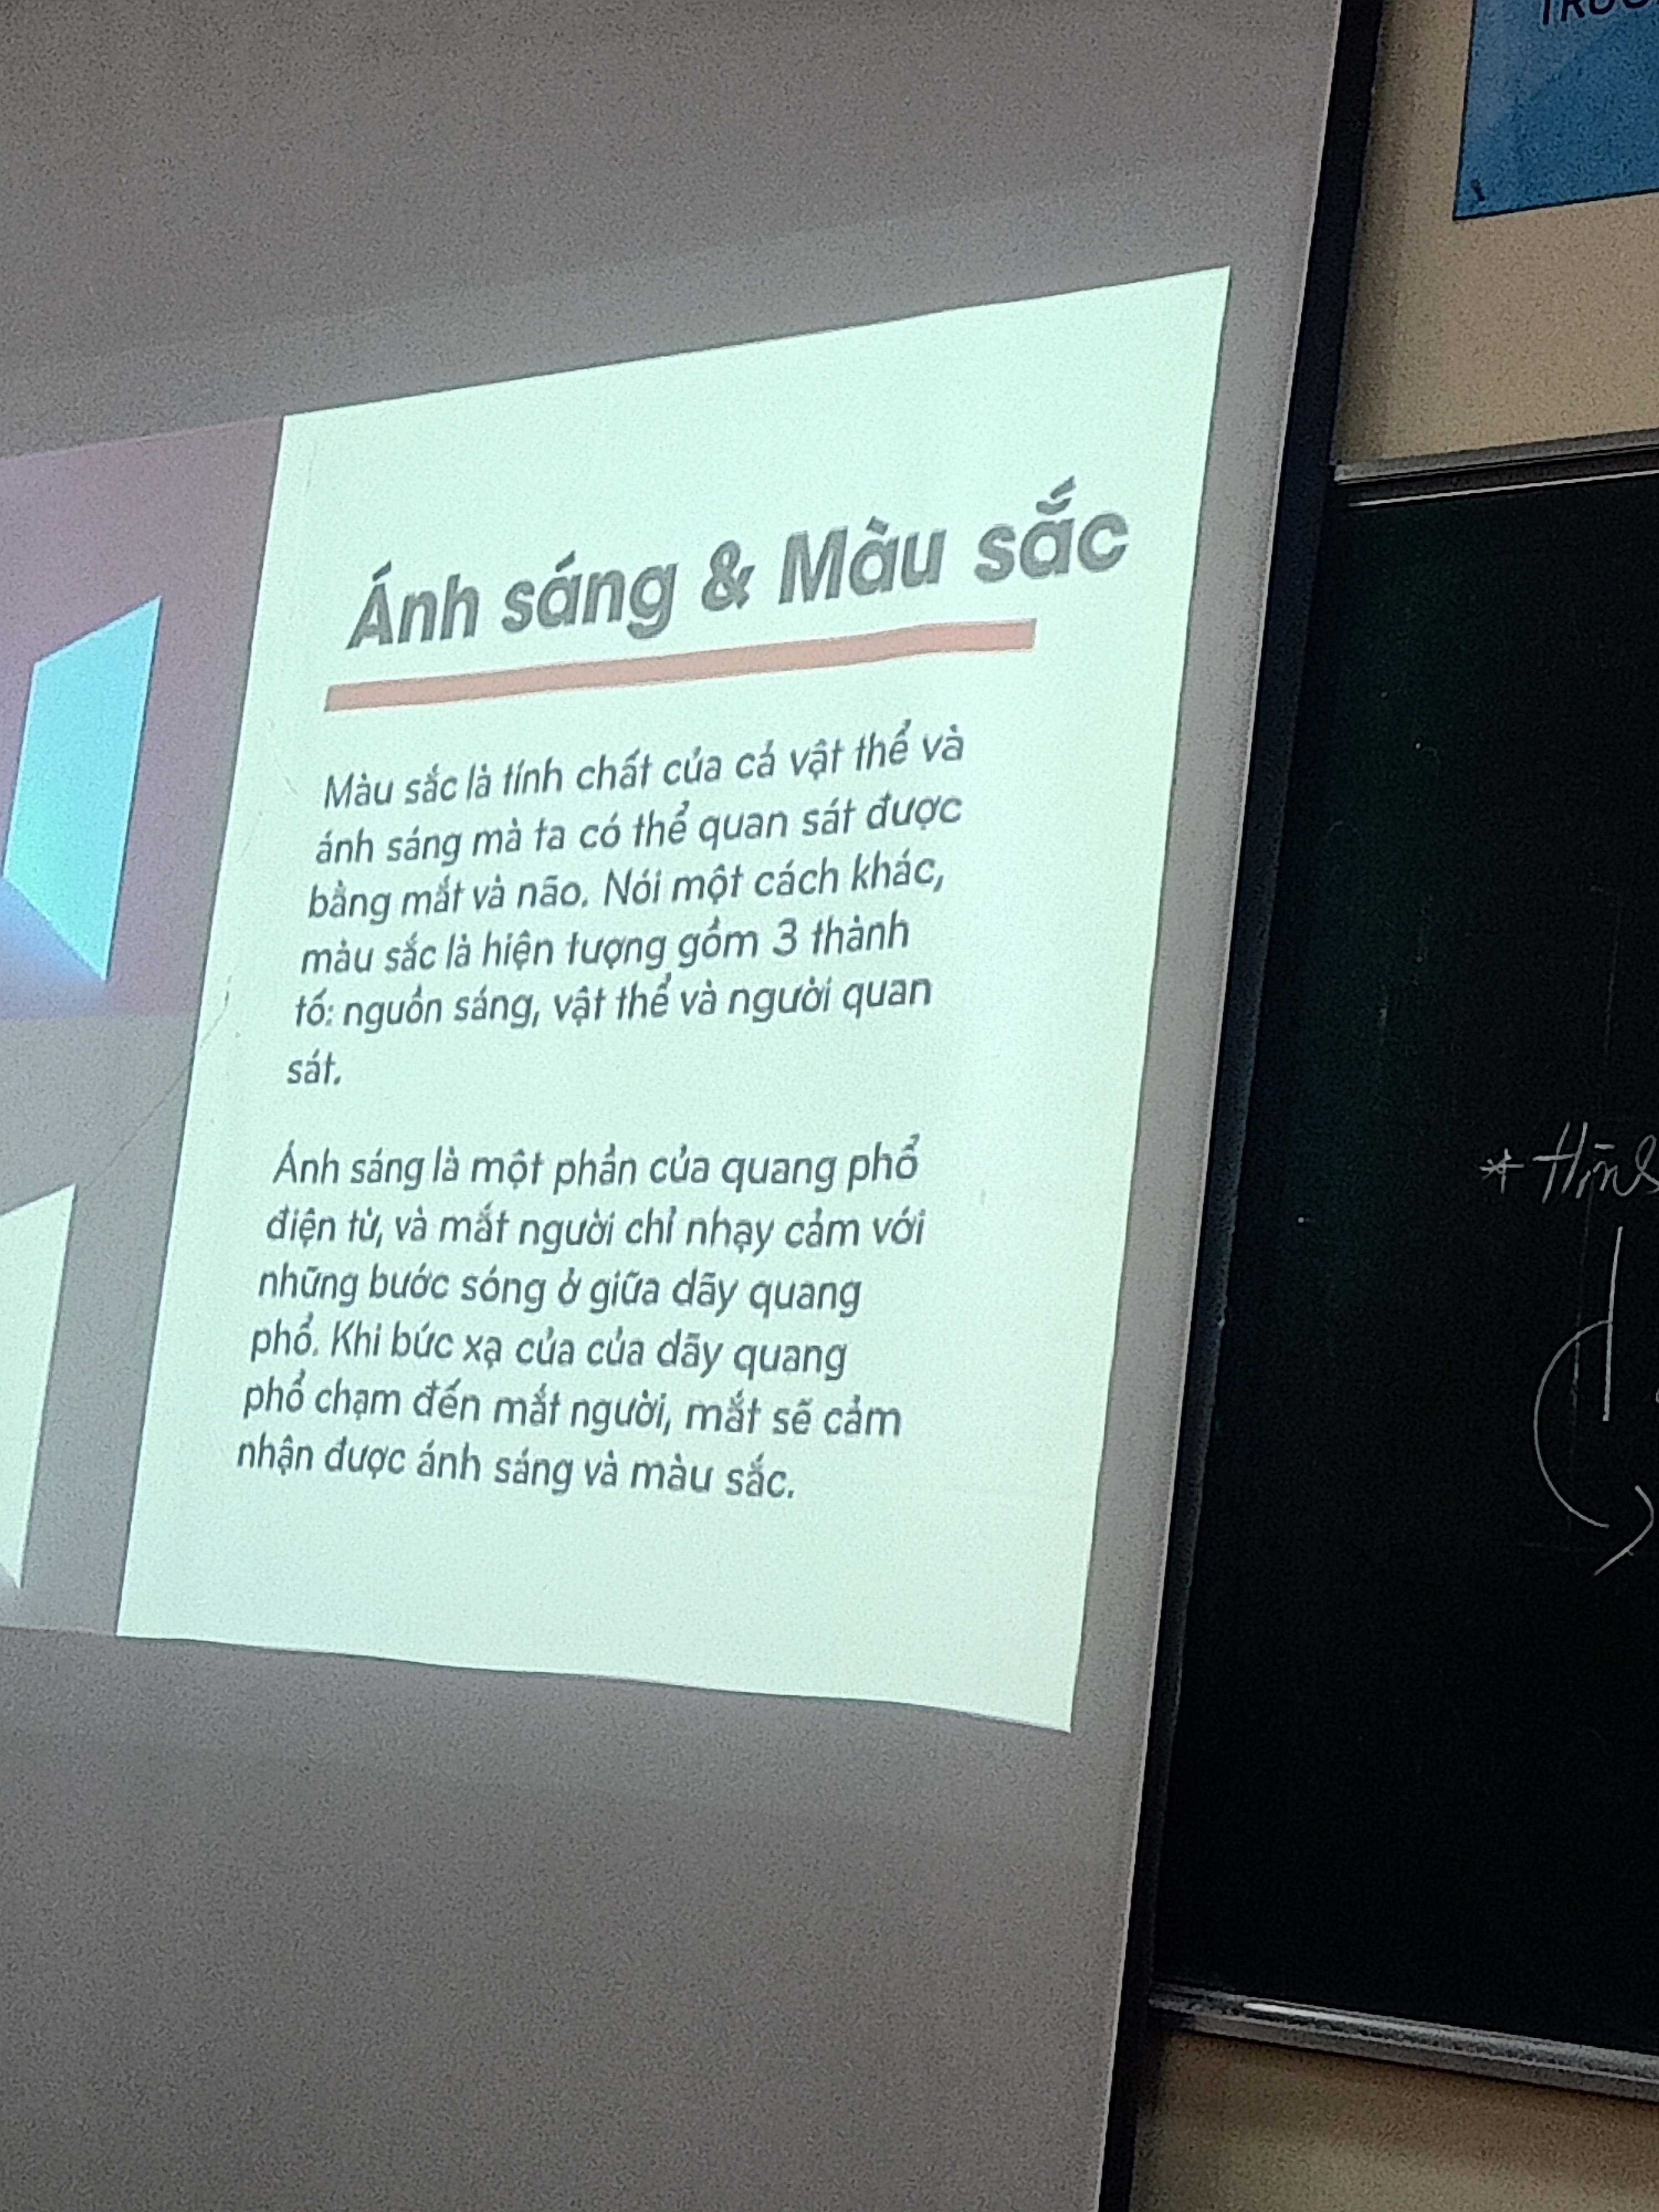 Ánh sáng & Màu sắc
Màu sắc là tính chất của cả vật thể và
ánh sáng mà ta có thể quan sát được
bằng mắt và não. Nói một cách khác,
màu sắc là hiện tượng gồm 3 thành
tố: nguồn sáng, vật thể và người quan
sát.
Ánh sáng là một phần của quang phổ
điện từ, và mắt người chỉ nhạy cảm với
những bước sóng ở giữa dãy quang
phổ. Khi bức xạ của của dãy quang
phổ chạm đến mắt người, mắt sẽ cảm
nhận được ánh sáng và màu sắc.